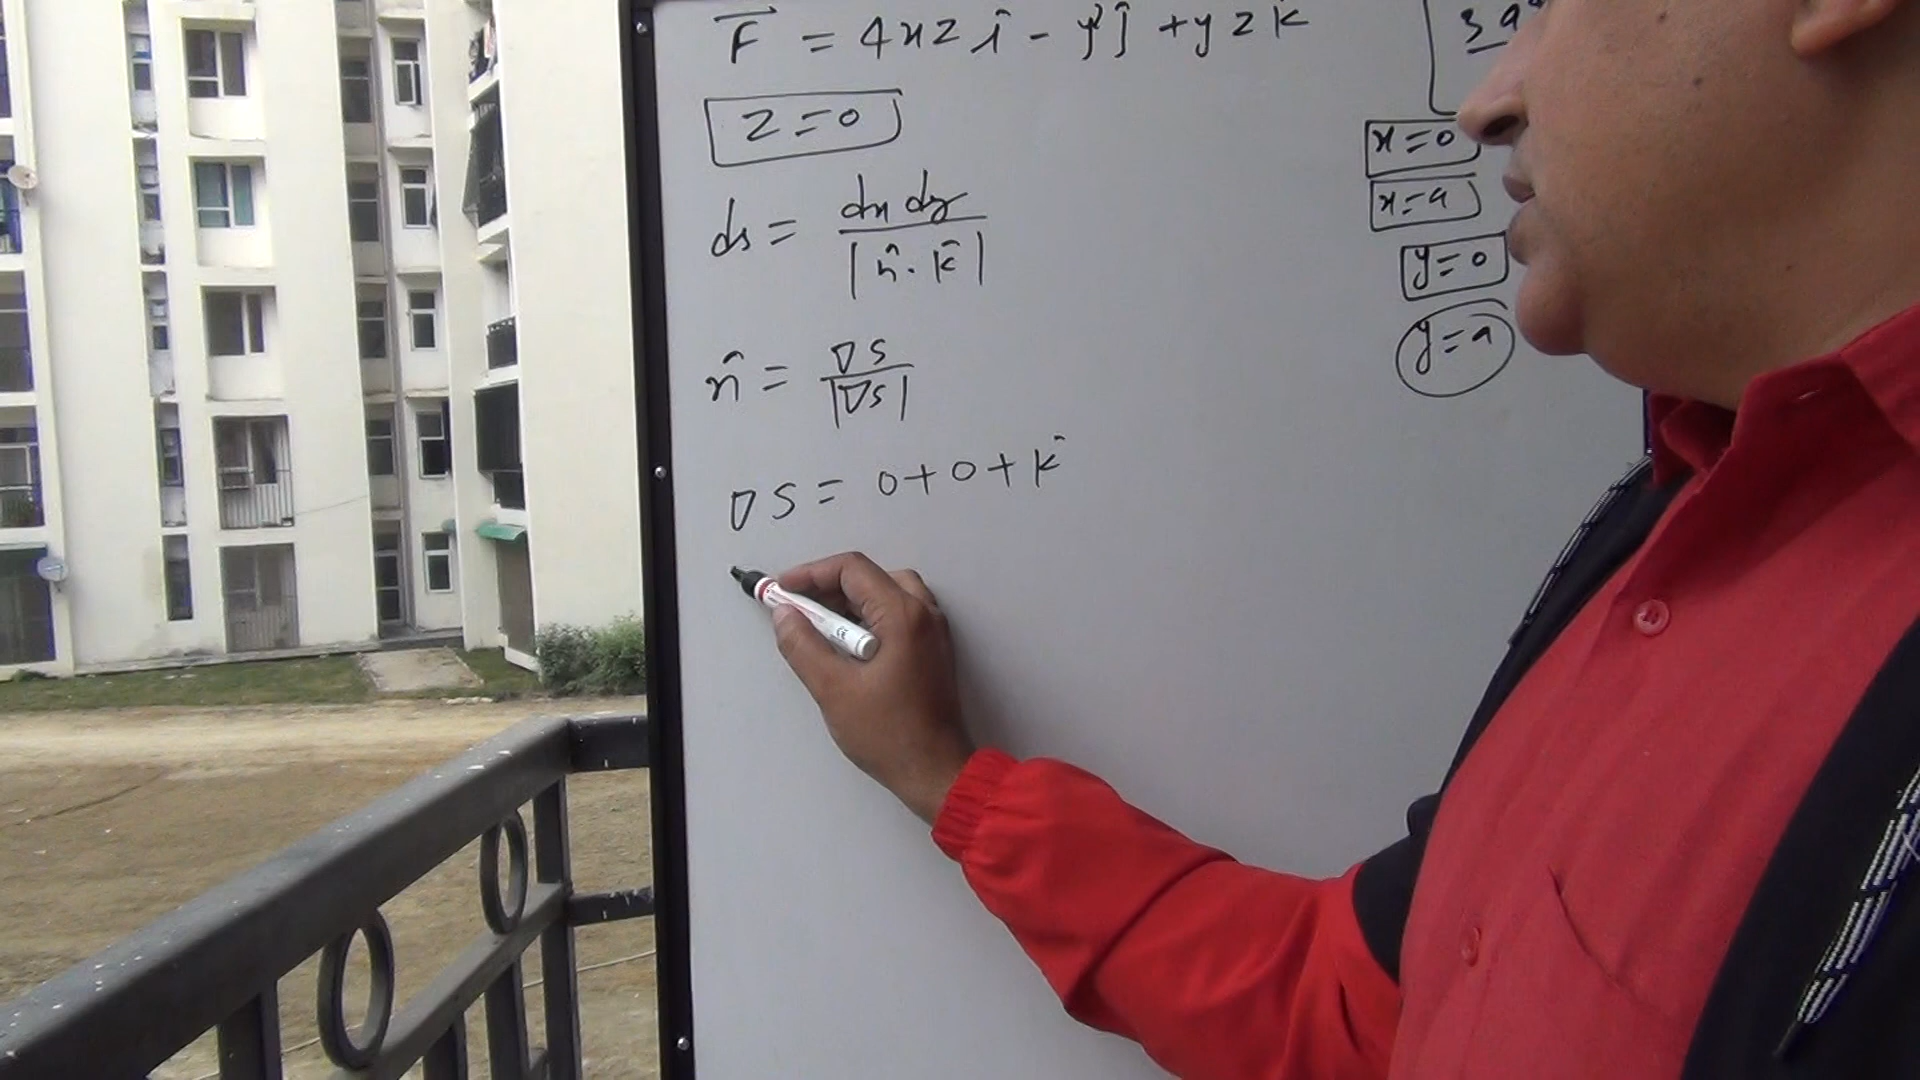 F⃗ = 4xz î - y² ĵ + yz k̂
z=0
ds = dx dy / |n̂ . k̂|
n̂ = ∇s / |∇s|
∇S = 0+0+k̂
x=0
x=a
y=0
y=a